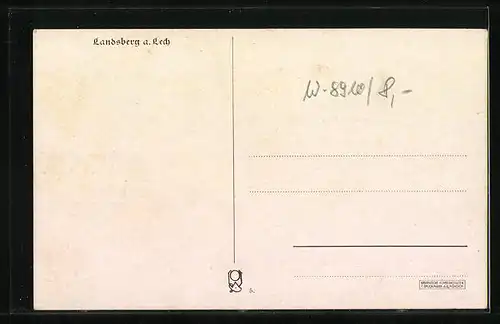 Landsberg a. Lech
W-8910/8,-